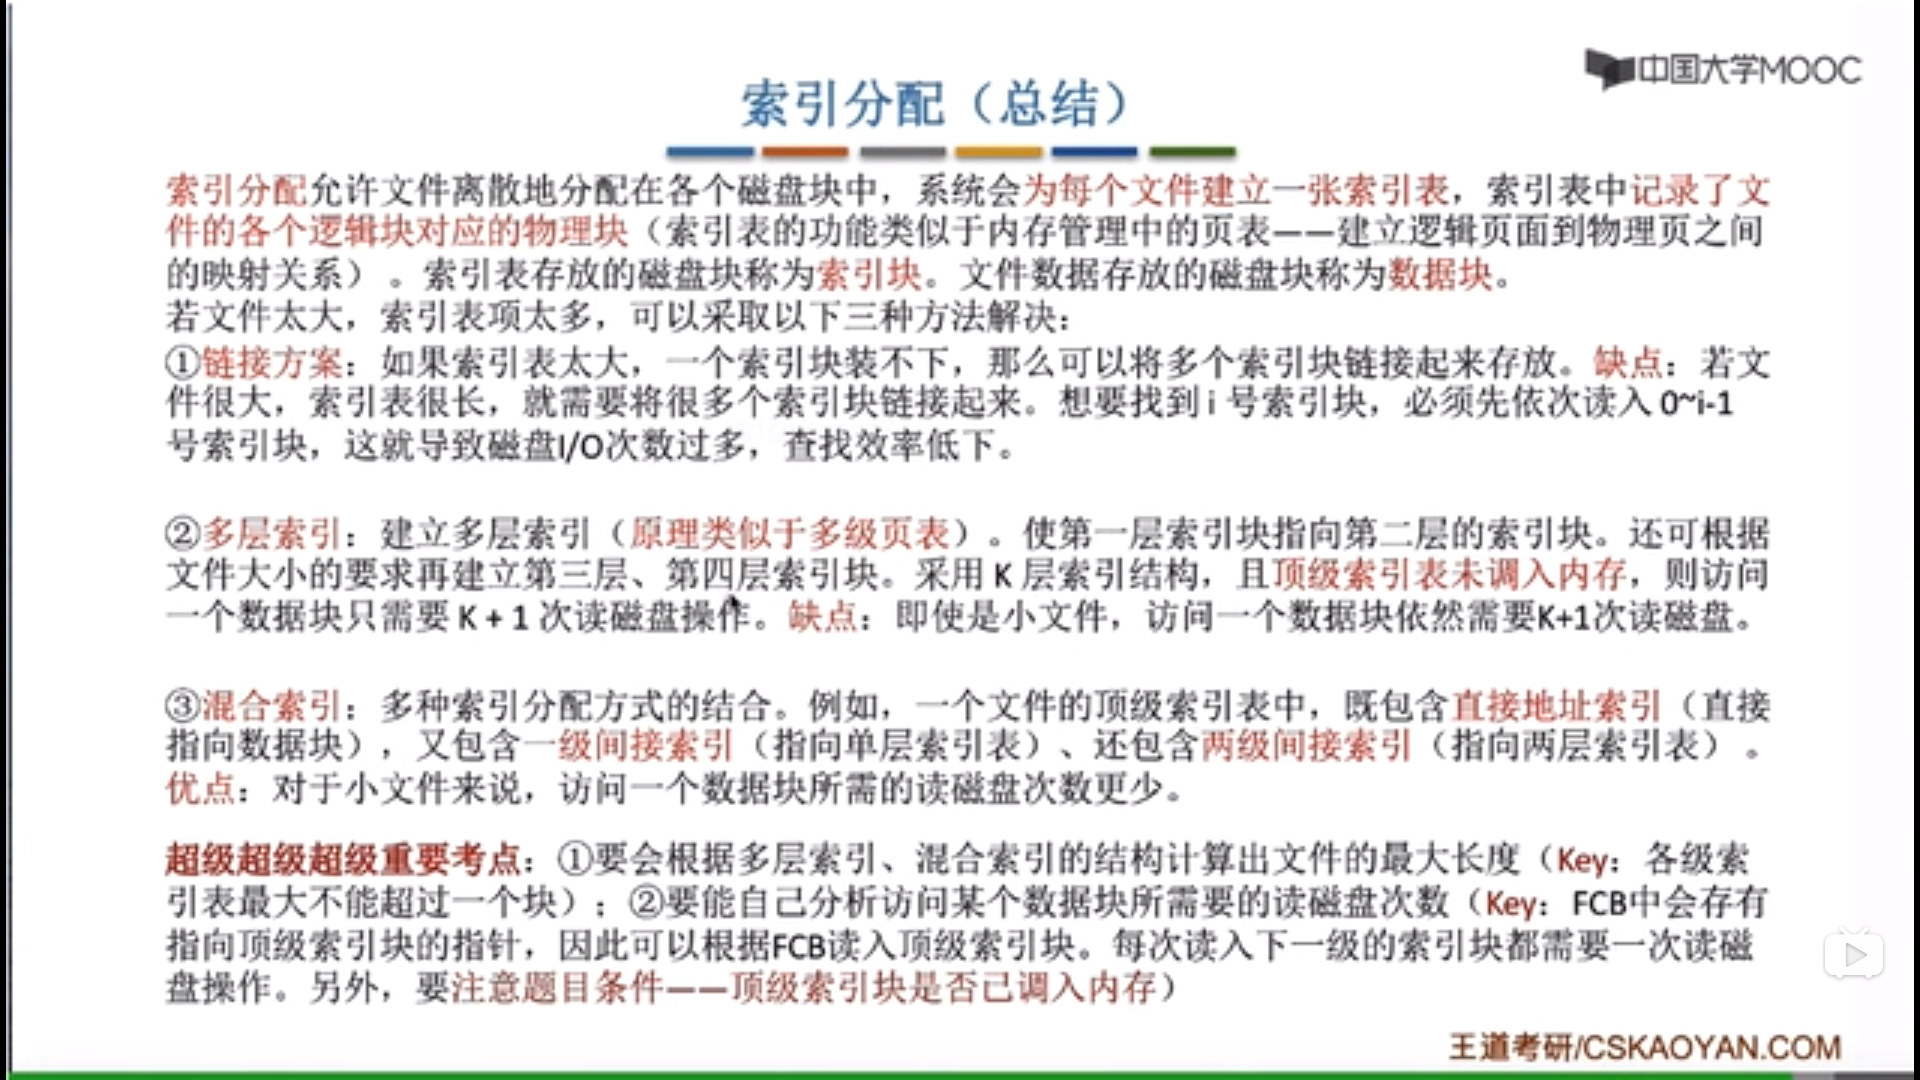 中国大学MOOC
索引分配（总结）
索引分配允许文件离散地分配在各个磁盘块中，系统会为每个文件建立一张索引表，索引表中记录了文
件的各个逻辑块对应的物理块（索引表的功能类似于内存管理中的页表——建立逻辑页面到物理页之间
的映射关系）。索引表存放的磁盘块称为索引块。文件数据存放的磁盘块称为数据块。
若文件太大，索引表项太多，可以采取以下三种方法解决：
①链接方案：如果索引表太大，一个索引块装不下，那么可以将多个索引块链接起来存放。缺点：若文
件很大，索引表很长，就需要将很多个索引块链接起来。想要找到 i 号索引块，必须先依次读入 0~i-1
号索引块，这就导致磁盘I/O次数过多，查找效率低下。
②多层索引：建立多层索引（原理类似于多级页表）。使第一层索引块指向第二层的索引块。还可根据
文件大小的要求再建立第三层、第四层索引块。采用 K 层索引结构，且顶级索引表未调入内存，则访问
一个数据块只需要 K + 1 次读磁盘操作。缺点：即使是小文件，访问一个数据块依然需要K+1次读磁盘。
③混合索引：多种索引分配方式的结合。例如，一个文件的顶级索引表中，既包含直接地址索引（直接
指向数据块），又包含一级间接索引（指向单层索引表）、还包含两级间接索引（指向两层索引表）。
优点：对于小文件来说，访问一个数据块所需的读磁盘次数更少。
超级超级超级重要考点：①要会根据多层索引、混合索引的结构计算出文件的最大长度（Key：各级索
引表最大不能超过一个块）；②要能自己分析访问某个数据块所需要的读磁盘次数（Key：FCB中会存有
指向顶级索引块的指针，因此可以根据FCB读入顶级索引块。每次读入下一级的索引块都需要一次读磁
盘操作。另外，要注意题目条件——顶级索引块是否已调入内存）
王道考研/CSKAOYAN.COM